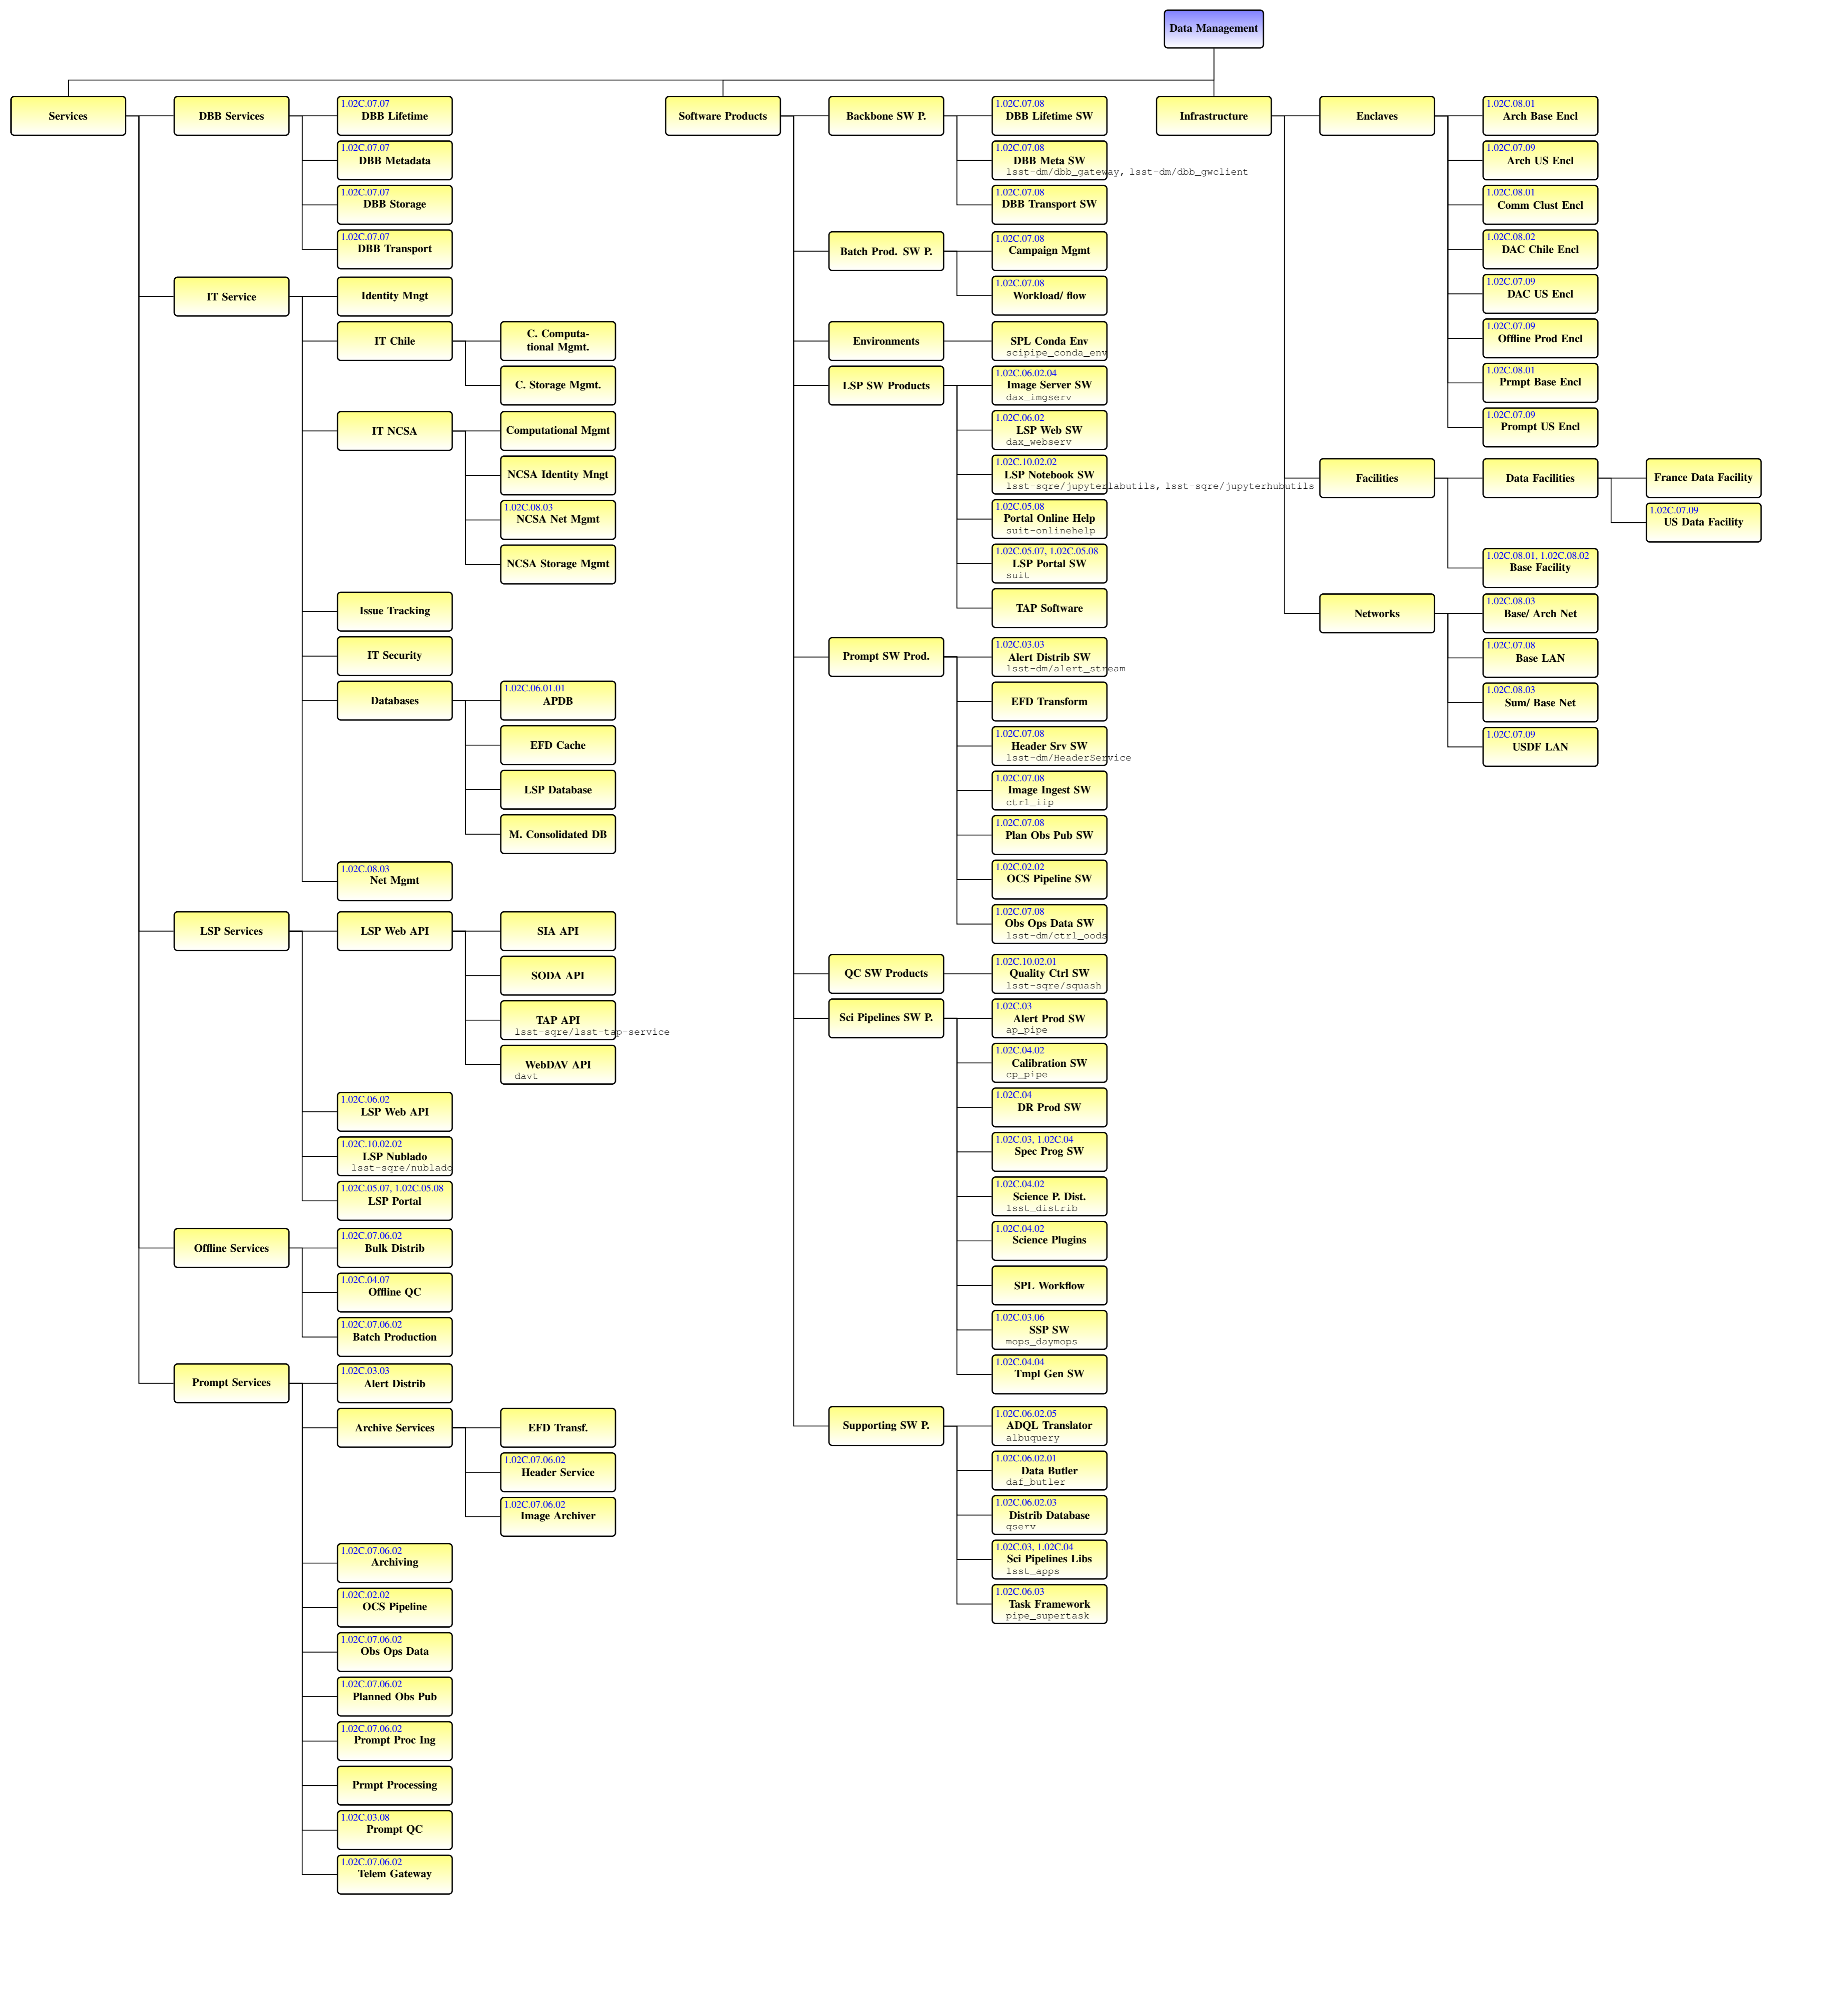 Data Management
Services
DBB Services
1.02C.07.07
DBB Lifetime
1.02C.07.07
DBB Metadata
1.02C.07.07
DBB Storage
1.02C.07.07
DBB Transport
IT Service
Identity Mngt
IT Chile
C. Computa-
tional Mgmt.
C. Storage Mgmt.
IT NCSA
Computational Mgmt
NCSA Identity Mngt
1.02C.08.03
NCSA Net Mgmt
NCSA Storage Mgmt
Issue Tracking
IT Security
Databases
1.02C.06.01.01
APDB
EFD Cache
LSP Database
M. Consolidated DB
1.02C.08.03
Net Mgmt
LSP Services
LSP Web API
SIA API
SODA API
TAP API
lsst-sqre/lsst-tap-service
WebDAV API
davt
1.02C.06.02
LSP Web API
1.02C.10.02.02
LSP Nublado
lsst-sqre/nublado
1.02C.05.07, 1.02C.05.08
LSP Portal
Offline Services
1.02C.07.06.02
Bulk Distrib
1.02C.04.07
Offline QC
1.02C.07.06.02
Batch Production
Prompt Services
1.02C.03.03
Alert Distrib
Archive Services
EFD Transf.
1.02C.07.06.02
Header Service
1.02C.07.06.02
Image Archiver
1.02C.07.06.02
Archiving
1.02C.02.02
OCS Pipeline
1.02C.07.06.02
Obs Ops Data
1.02C.07.06.02
Planned Obs Pub
1.02C.07.06.02
Prompt Proc Ing
Prmpt Processing
1.02C.03.08
Prompt QC
1.02C.07.06.02
Telem Gateway
Software Products
Backbone SW P.
1.02C.07.08
DBB Lifetime SW
1.02C.07.08
DBB Meta SW
lsst-dm/dbb_gateway, lsst-dm/dbb_gwclient
1.02C.07.08
DBB Transport SW
Batch Prod. SW P.
1.02C.07.08
Campaign Mgmt
1.02C.07.08
Workload/ flow
Environments
SPL Conda Env
scipipe_conda_env
LSP SW Products
1.02C.06.02.04
Image Server SW
dax_imgserv
1.02C.06.02
LSP Web SW
dax_webserv
1.02C.10.02.02
LSP Notebook SW
lsst-sqre/jupyterlabutils, lsst-sqre/jupyterhubutils
1.02C.05.08
Portal Online Help
suit-onlinehelp
1.02C.05.07, 1.02C.05.08
LSP Portal SW
suit
TAP Software
Prompt SW Prod.
1.02C.03.03
Alert Distrib SW
lsst-dm/alert_stream
EFD Transform
1.02C.07.08
Header Srv SW
lsst-dm/HeaderService
1.02C.07.08
Image Ingest SW
ctrl_iip
1.02C.07.08
Plan Obs Pub SW
1.02C.02.02
OCS Pipeline SW
1.02C.07.08
Obs Ops Data SW
lsst-dm/ctrl_oods
QC SW Products
1.02C.10.02.01
Quality Ctrl SW
lsst-sqre/squash
Sci Pipelines SW P.
1.02C.03
Alert Prod SW
ap_pipe
1.02C.04.02
Calibration SW
cp_pipe
1.02C.04
DR Prod SW
1.02C.03, 1.02C.04
Spec Prog SW
1.02C.04.02
Science P. Dist.
lsst_distrib
1.02C.04.02
Science Plugins
SPL Workflow
1.02C.03.06
SSP SW
mops_daymops
1.02C.04.04
Tmpl Gen SW
Supporting SW P.
1.02C.06.02.05
ADQL Translator
albuquery
1.02C.06.02.01
Data Butler
daf_butler
1.02C.06.02.03
Distrib Database
qserv
1.02C.03, 1.02C.04
Sci Pipelines Libs
lsst_apps
1.02C.06.03
Task Framework
pipe_supertask
Infrastructure
Enclaves
1.02C.08.01
Arch Base Encl
1.02C.07.09
Arch US Encl
1.02C.08.01
Comm Clust Encl
1.02C.08.02
DAC Chile Encl
1.02C.07.09
DAC US Encl
1.02C.07.09
Offline Prod Encl
1.02C.08.01
Prmpt Base Encl
1.02C.07.09
Prompt US Encl
Facilities
Data Facilities
France Data Facility
1.02C.07.09
US Data Facility
1.02C.08.01, 1.02C.08.02
Base Facility
Networks
1.02C.08.03
Base/ Arch Net
1.02C.07.08
Base LAN
1.02C.08.03
Sum/ Base Net
1.02C.07.09
USDF LAN